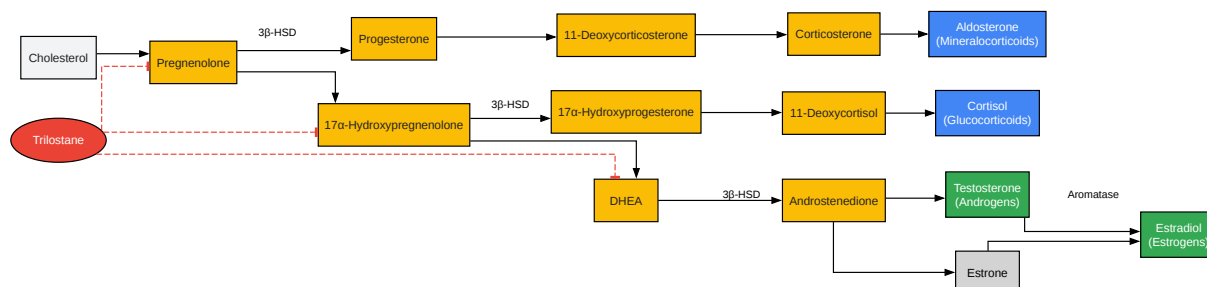 Cholesterol
Pregnenolone
3β-HSD
Progesterone
11-Deoxycorticosterone
Corticosterone
Aldosterone
(Mineralocorticoids)
Trilostane
17α-Hydroxypregnenolone
3β-HSD
17α-Hydroxyprogesterone
11-Deoxycortisol
Cortisol
(Glucocorticoids)
DHEA
3β-HSD
Androstenedione
Testosterone
(Androgens)
Aromatase
Estradiol
(Estrogens)
Estrone